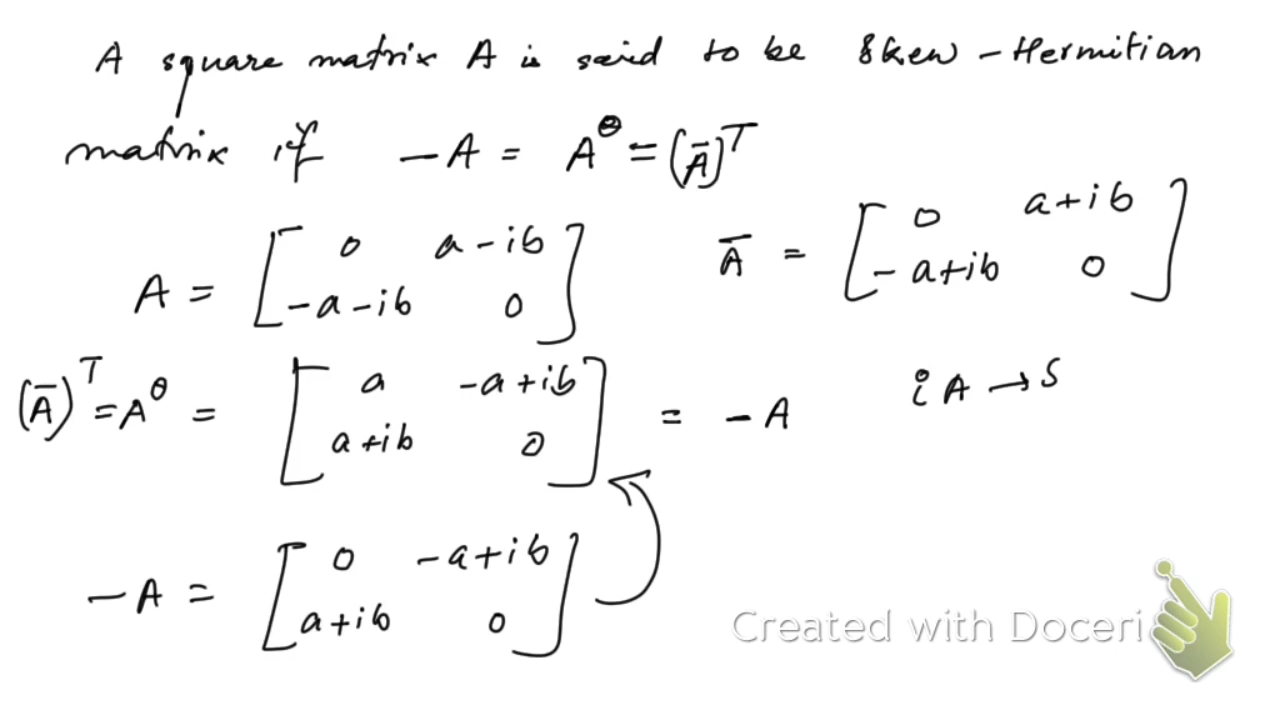 A square matrix A is said to be Skew-Hermitian
matrix if -A = A^θ = (Ā)^T
A = [ 0 a-ib
-a-ib 0 ]
Ā = [ 0 a+ib
-a+ib 0 ]
(Ā)^T = A^θ = [ a -a+ib
a+ib 0 ] = -A
iA → S
-A = [ 0 -a+ib
a+ib 0 ]
Created with Doceri